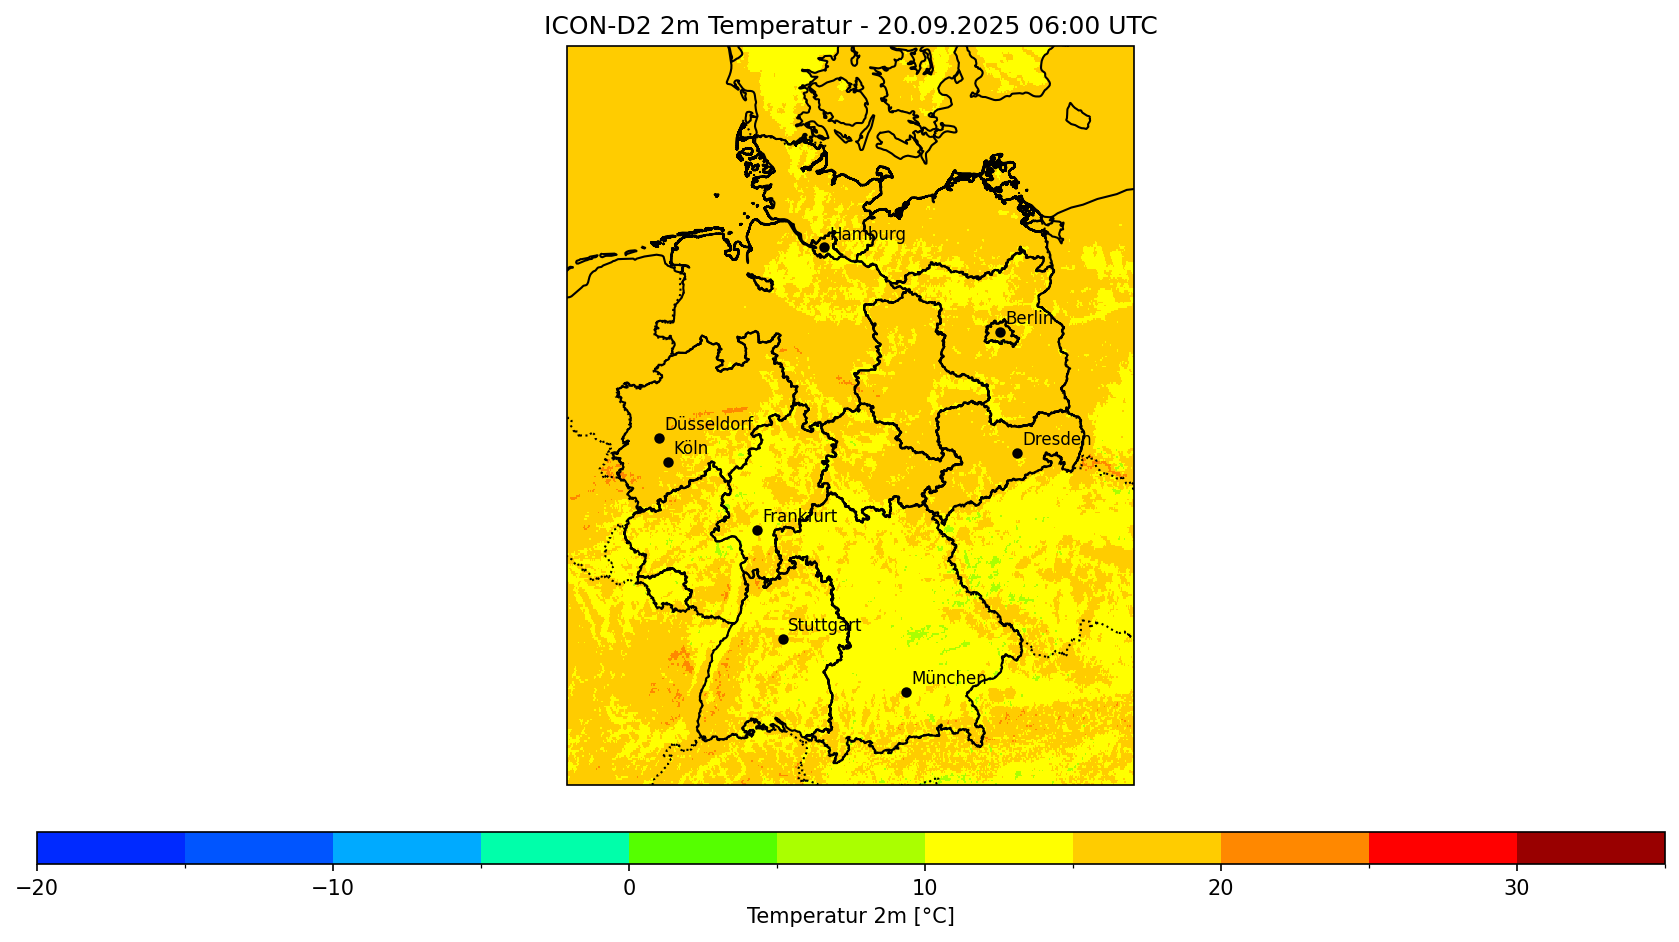 ICON-D2 2m Temperatur - 20.09.2025 06:00 UTC
Hamburg
Berlin
Düsseldorf
Köln
Dresden
Frankfurt
Stuttgart
München
−20 −10 0 10 20 30
Temperatur 2m [°C]